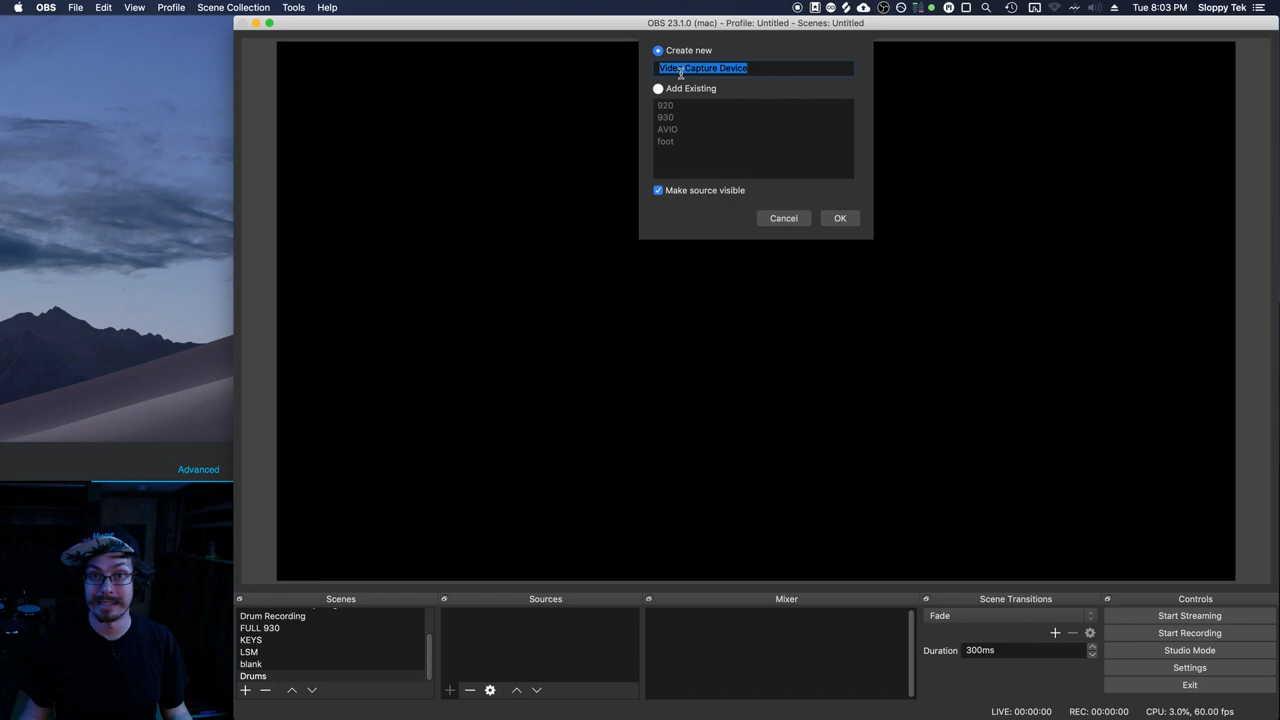 OBS File Edit View Profile Scene Collection Tools Help Tue 8:03 PM Sloppy Tek
OBS 23.1.0 (mac) - Profile: Untitled - Scenes: Untitled
Create new
Video Capture Device
Add Existing
920
930
AVIO
foot
Make source visible
Cancel OK
Advanced
Scenes Sources Mixer Scene Transitions Controls
Drum Recording
FULL 930
KEYS
LSM
blank
Drums
Fade
Duration 300ms
Start Streaming
Start Recording
Studio Mode
Settings
Exit
LIVE: 00:00:00 REC: 00:00:00 CPU: 3.0%, 60.00 fps